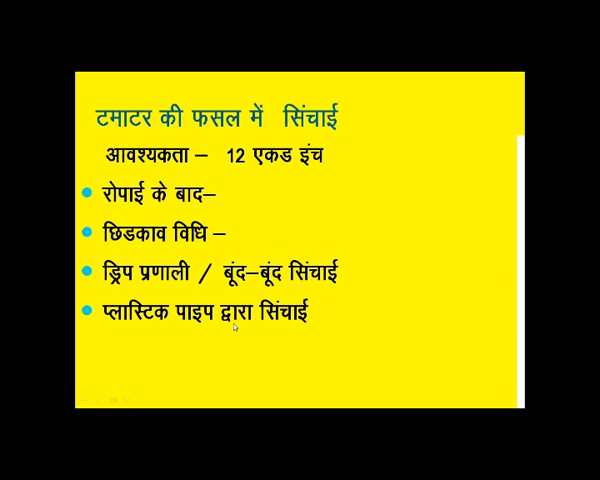 टमाटर की फसल में सिंचाई
आवश्यकता – 12 एकड इंच
रोपाई के बाद–
छिडकाव विधि –
ड्रिप प्रणाली / बूंद–बूंद सिंचाई
प्लास्टिक पाइप द्वारा सिंचाई